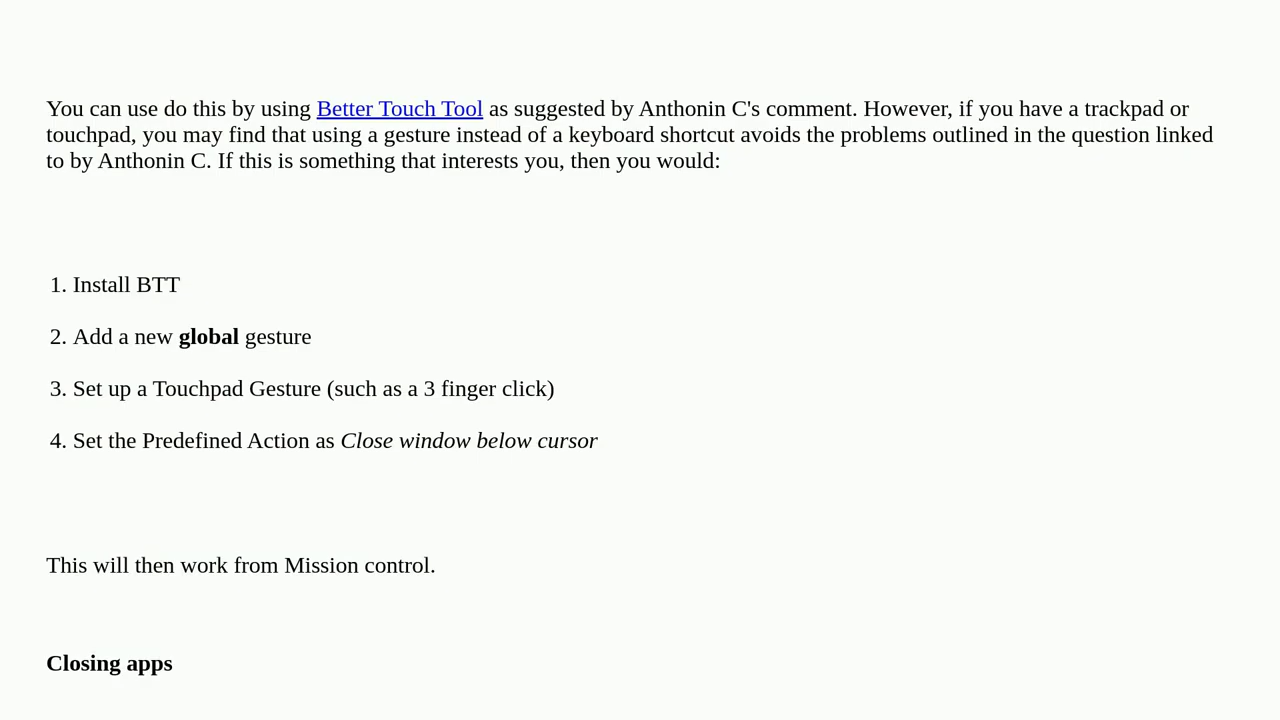 You can use do this by using Better Touch Tool as suggested by Anthonin C's comment. However, if you have a trackpad or
touchpad, you may find that using a gesture instead of a keyboard shortcut avoids the problems outlined in the question linked
to by Anthonin C. If this is something that interests you, then you would:
1. Install BTT
2. Add a new global gesture
3. Set up a Touchpad Gesture (such as a 3 finger click)
4. Set the Predefined Action as Close window below cursor
This will then work from Mission control.
Closing apps